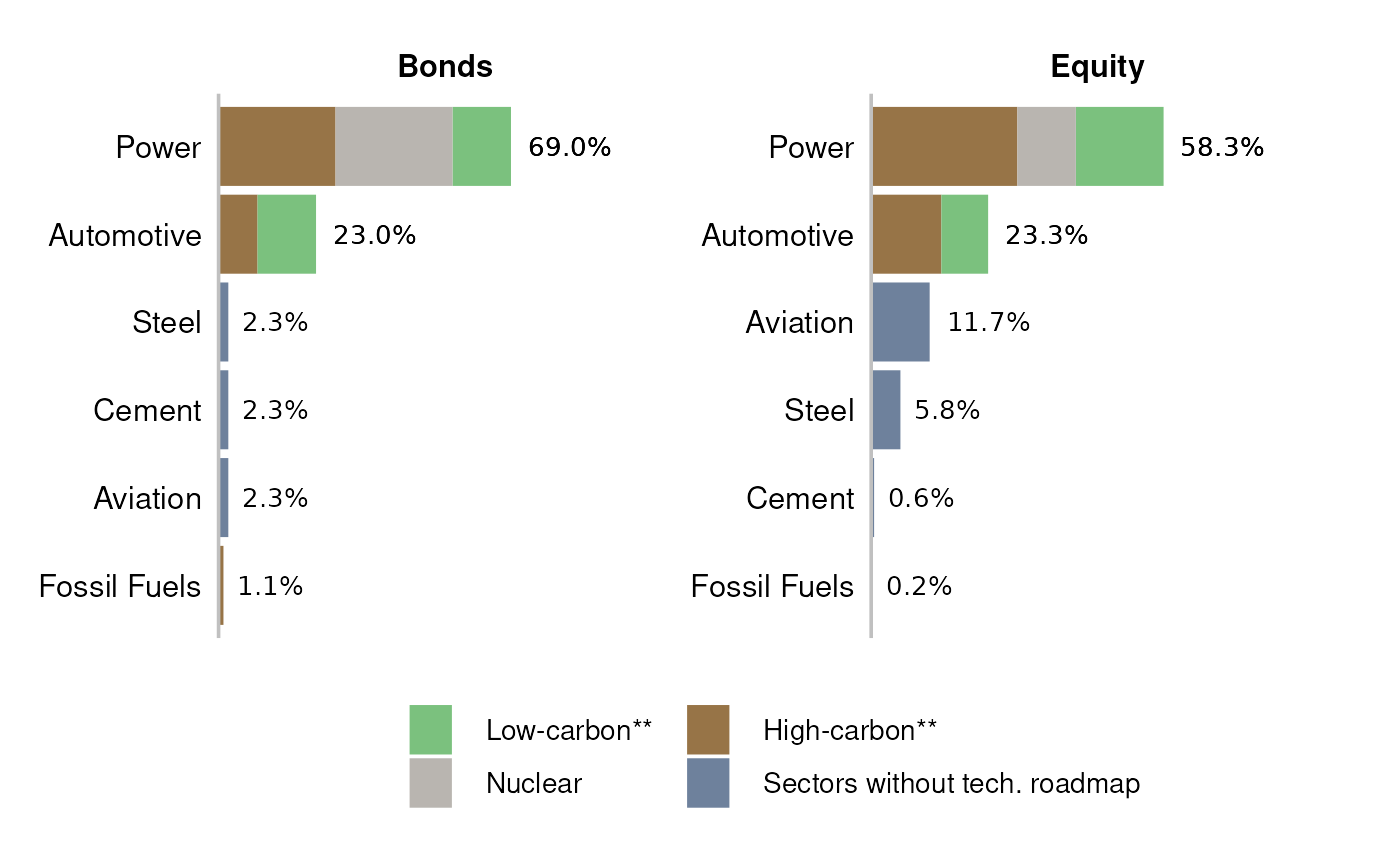 Bonds
Power 69.0%
Automotive 23.0%
Steel 2.3%
Cement 2.3%
Aviation 2.3%
Fossil Fuels 1.1%
Equity
Power 58.3%
Automotive 23.3%
Aviation 11.7%
Steel 5.8%
Cement 0.6%
Fossil Fuels 0.2%
Low-carbon** High-carbon**
Nuclear Sectors without tech. roadmap